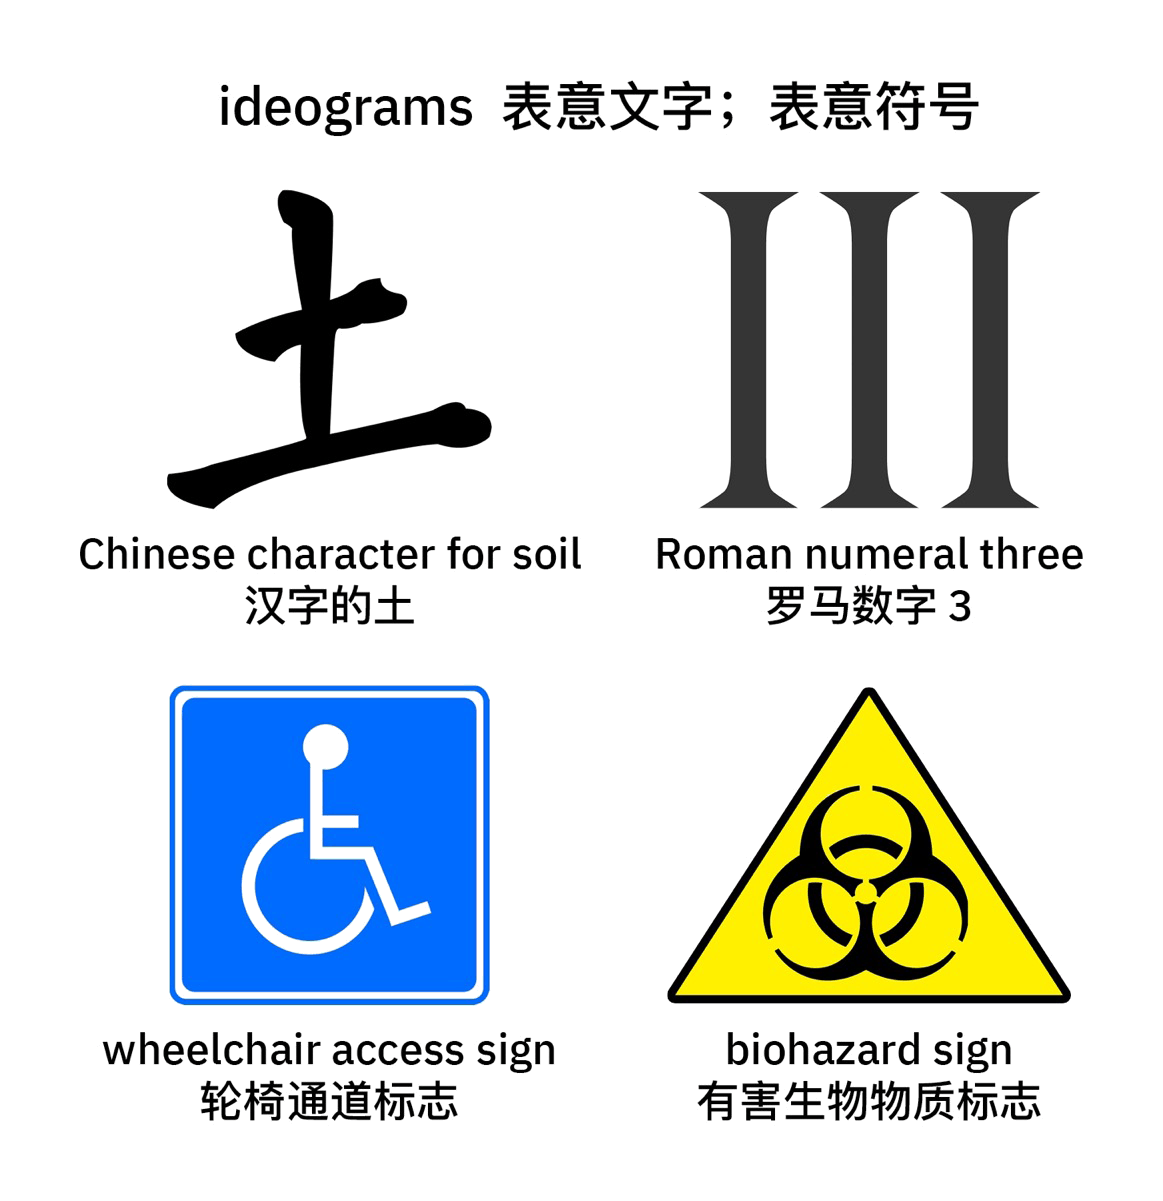 ideograms 表意文字；表意符号
土
III
Chinese character for soil
汉字的土
Roman numeral three
罗马数字 3
wheelchair access sign
轮椅通道标志
biohazard sign
有害生物物质标志